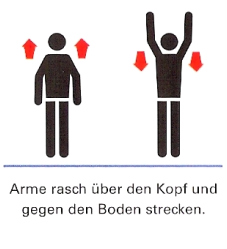 Arme rasch über den Kopf und
gegen den Boden strecken.